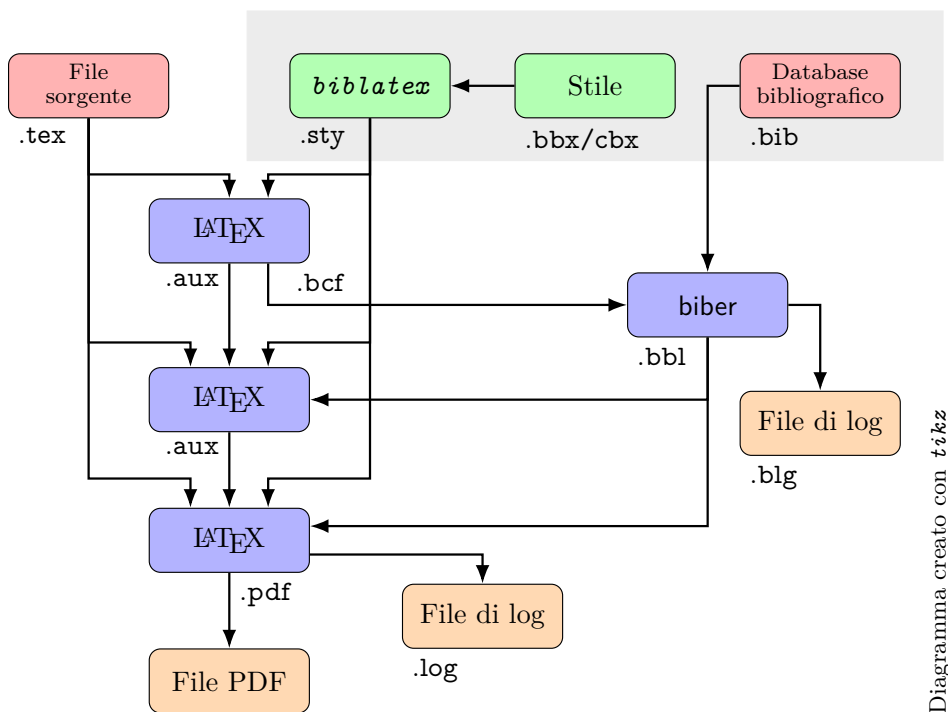 File
sorgente
biblatex
Stile
Database
bibliografico
.tex
.sty
.bbx/cbx
.bib
LATEX
.aux
.bcf
biber
.bbl
LATEX
.aux
File di log
.blg
LATEX
.pdf
File di log
.log
File PDF
Diagramma creato con tikz